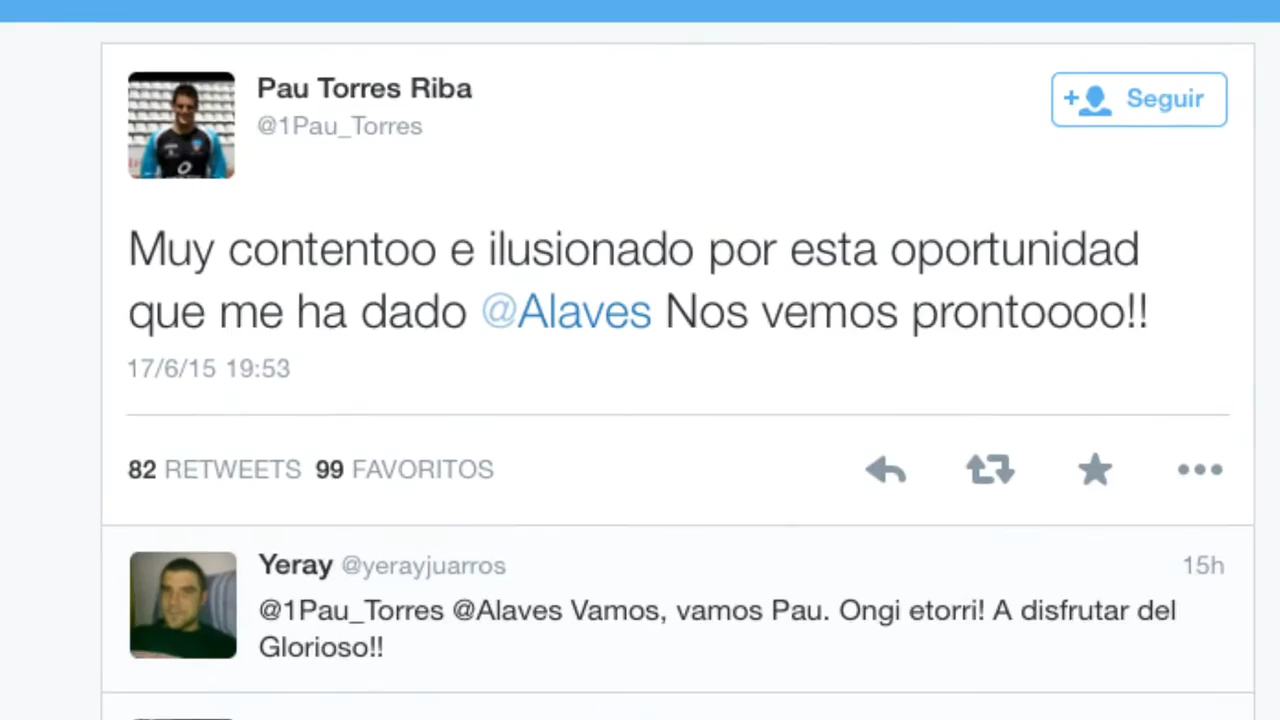 Pau Torres Riba
@1Pau_Torres
Seguir
Muy contentoo e ilusionado por esta oportunidad
que me ha dado @Alaves Nos vemos prontoooo!!
17/6/15 19:53
82 RETWEETS 99 FAVORITOS
Yeray @yerayjuarros 15h
@1Pau_Torres @Alaves Vamos, vamos Pau. Ongi etorri! A disfrutar del
Glorioso!!